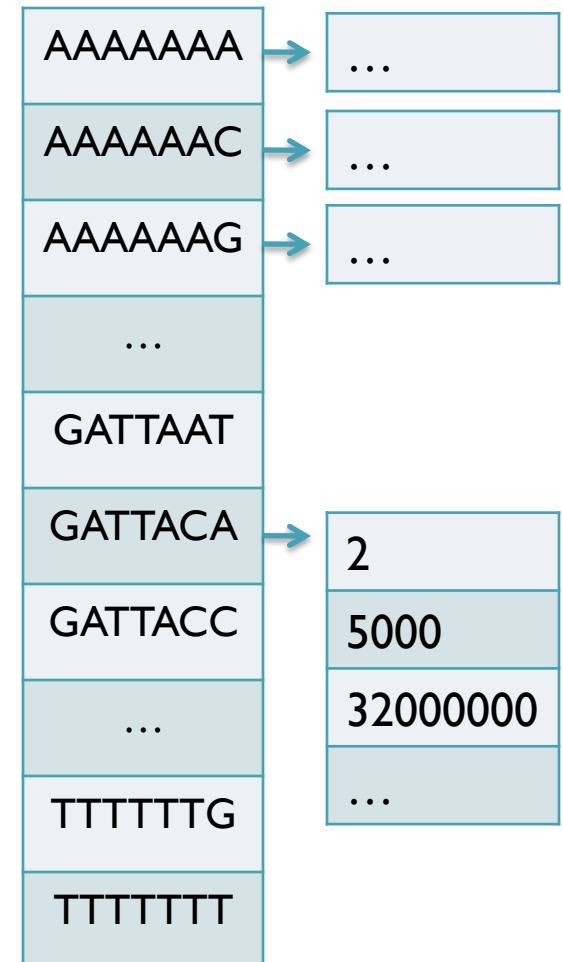 AAAAAAA
…
AAAAAAC
…
AAAAAAG
…
…
GATTAAT
GATTACA
2
5000
32000000
…
GATTACC
…
TTTTTTG
TTTTTTT